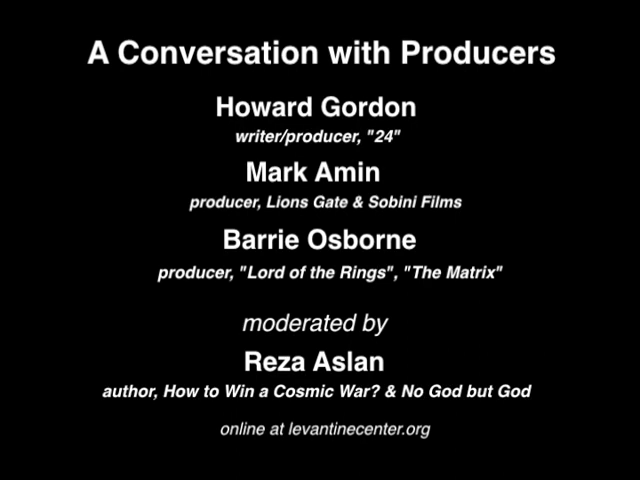 A Conversation with Producers
Howard Gordon
writer/producer, "24"
Mark Amin
producer, Lions Gate & Sobini Films
Barrie Osborne
producer, "Lord of the Rings", "The Matrix"
moderated by
Reza Aslan
author, How to Win a Cosmic War? & No God but God
online at levantinecenter.org